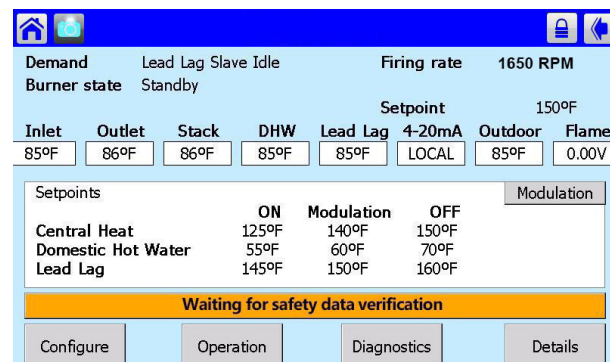 Demand Lead Lag Slave Idle Firing rate 1650 RPM
Burner state Standby
Setpoint 150ºF
Inlet Outlet Stack DHW Lead Lag 4-20mA Outdoor Flame
85ºF 86ºF 86ºF 85ºF 85ºF LOCAL 85ºF 0.00V
Setpoints Modulation
ON Modulation OFF
Central Heat 125ºF 140ºF 150ºF
Domestic Hot Water 55ºF 60ºF 70ºF
Lead Lag 145ºF 150ºF 160ºF
Waiting for safety data verification
Configure Operation Diagnostics Details